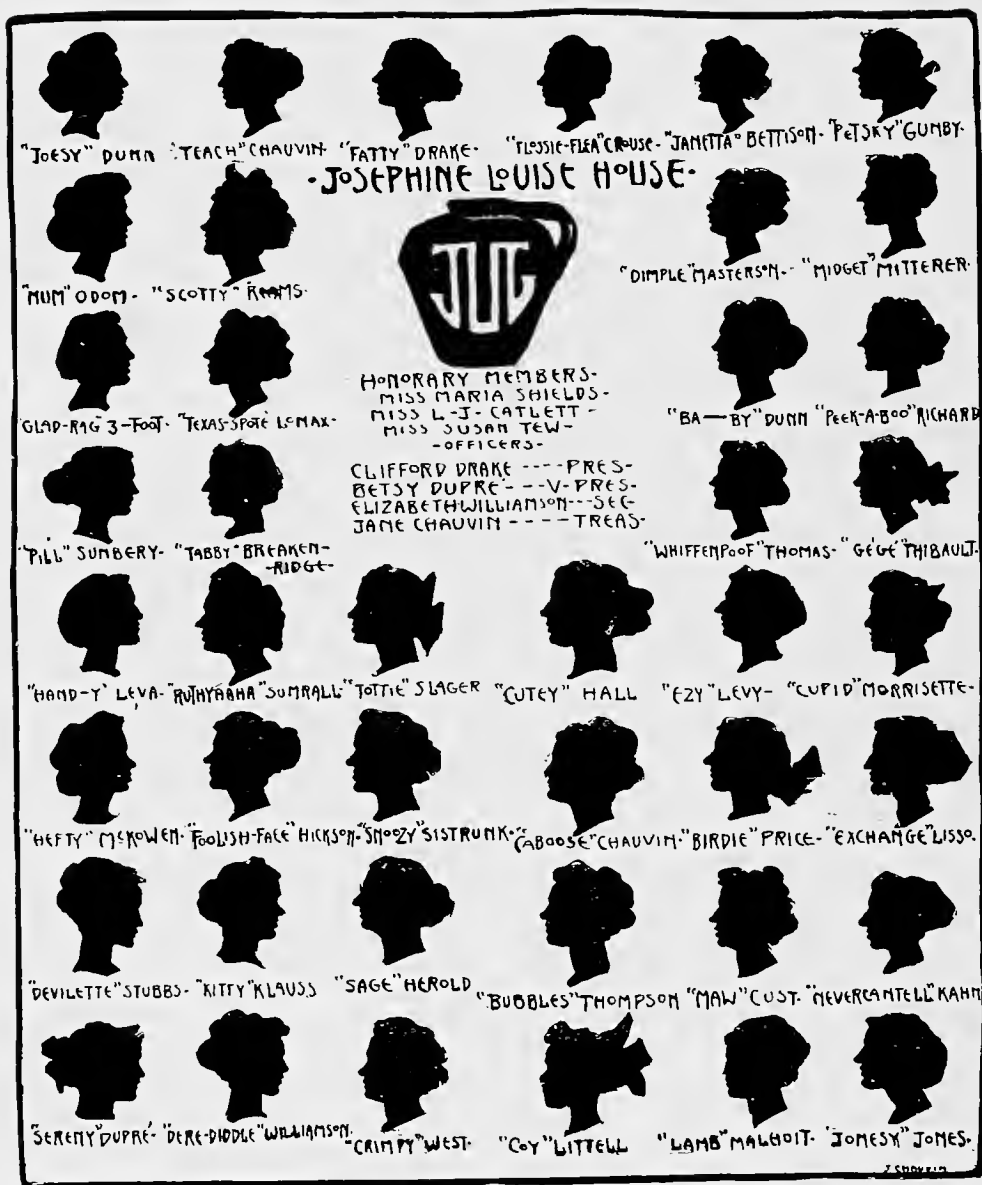 "JOESY" DUNN "TEACH" CHAUVIN- "FATTY" DRAKE- "FLOSSIE-FLEA" CROUSE- "JANETTA" BETTISON- "PETSKY" GUMBY-
-JOSEPHINE LOUISE HOUSE-
JUG
"DIMPLE" MASTERSON- "MIDGET" MITTERER-
"MUM" ODOM- "SCOTTY" REAMS-
HONORARY MEMBERS-
MISS MARIA SHIELDS-
MISS L-J- CATLETT-
MISS SUSAN TEW-
-OFFICERS-
CLIFFORD DRAKE ----PRES-
BETSY DUPRÉ ---V-PRES-
ELIZABETH WILLIAMSON---SEC-
JANE CHAUVIN ----TREAS-
GLAD-RAG 3-FOOT- "TEXAS-SPOTE" LOMAX- "BA—BY" DUNN "PEEK-A-BOO" RICHARD
"PILL" SUNBERY- "TABBY" BREAKEN-
-RIDGE-
"WHIFFENPOOF" THOMAS- "GÉGÉ" THIBAULT-
"HAND-Y" LEVA- "RUTHYAAHA" SUMRALL "TOTTIE" SLAGER "CUTEY" HALL "EZY" LEVY- "CUPID" MORRISETTE-
"HEFTY" McKOWEN- "FOOLISH-FACE" HICKSON- "SNOOZY" SISTRUNK- "CABOOSE" CHAUVIN- "BIRDIE" PRICE- "EXCHANGE" LISSO-
"DEVILETTE" STUBBS- "KITTY" KLAUSS "SAGE" HEROLD "BUBBLES" THOMPSON "MAW" CUST- "NEVERCANTELL" KAHN
"SERENY" DUPRÉ- "DERE-DIDDLE" WILLIAMSON- "CRIMPY" WEST- "COY" LITTELL "LAMB" MALHOIT- "JONESY" JONES-